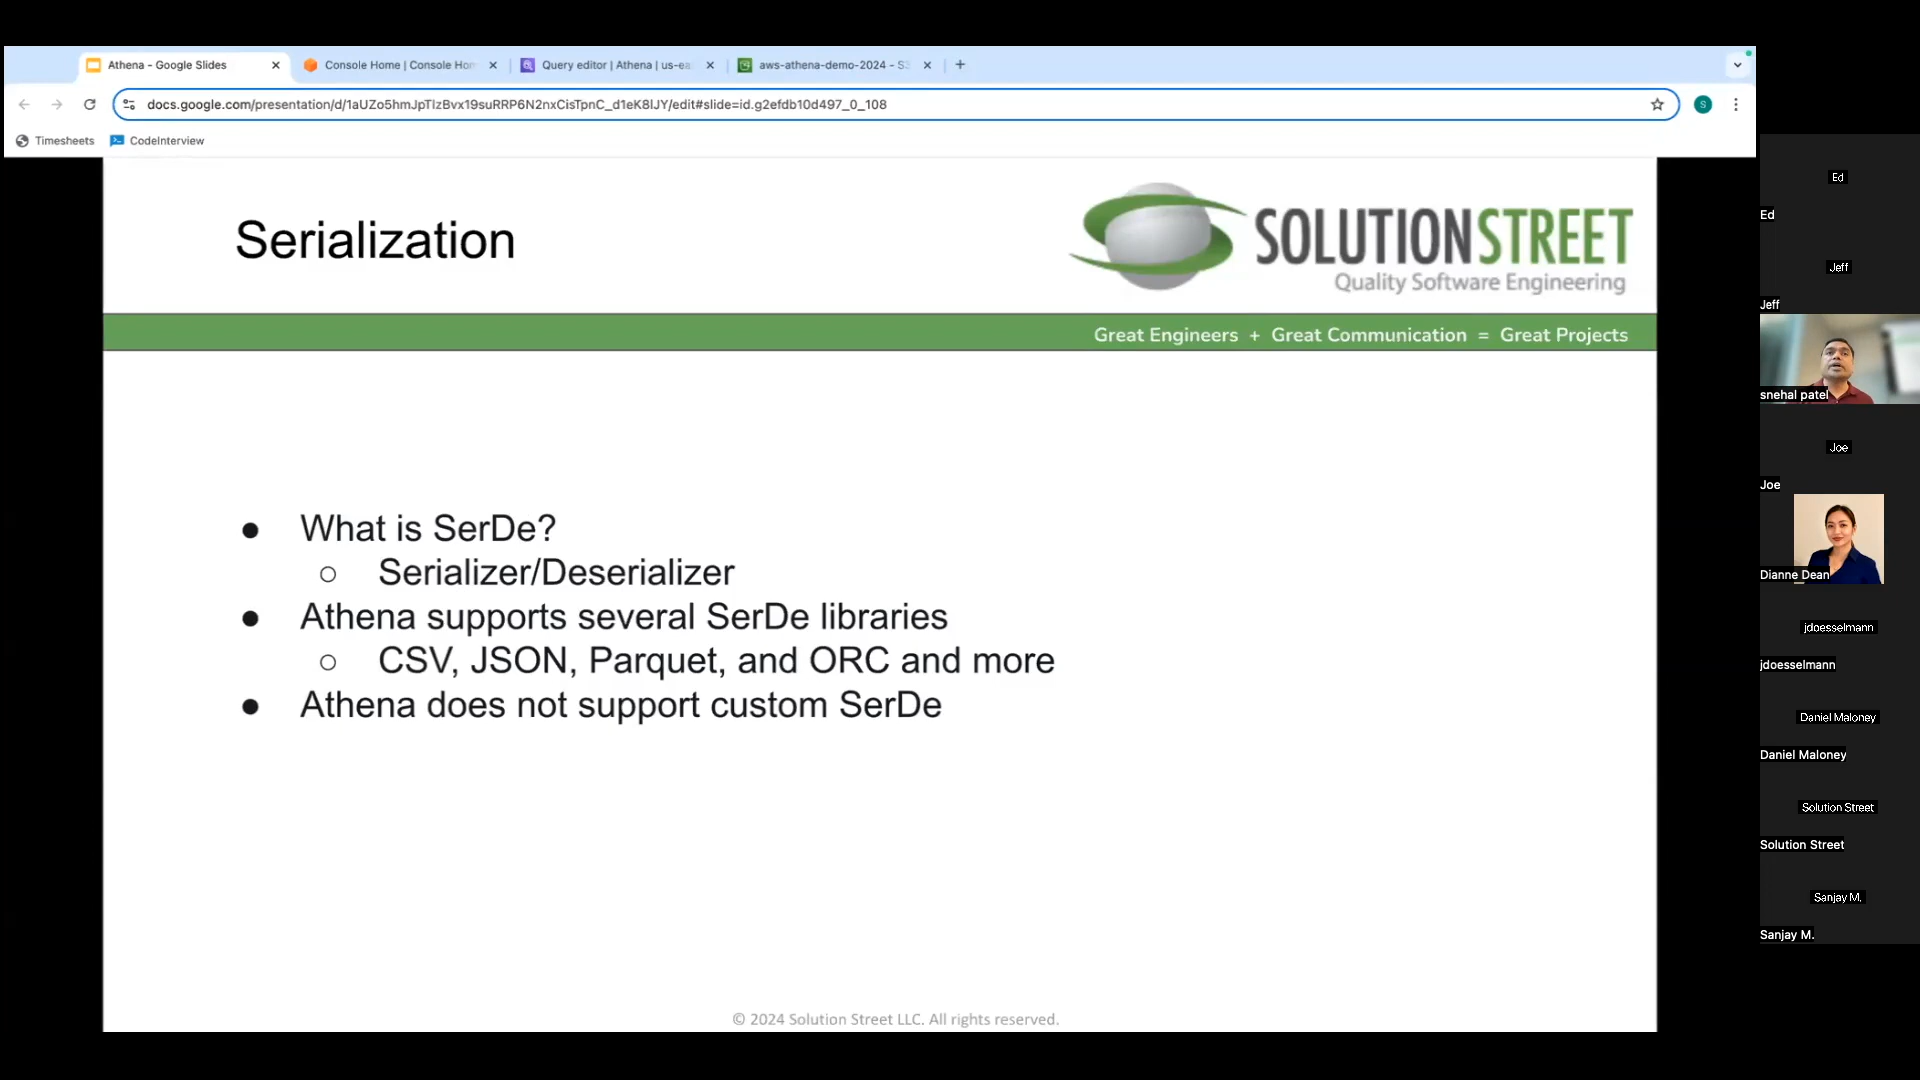 Athena - Google Slides
Console Home | Console Hom
Query editor | Athena | us-ea
aws-athena-demo-2024 - S3
docs.google.com/presentation/d/1aUZo5hmJpTIzBvx19suRRP6N2nxCisTpnC_d1eK8IJY/edit#slide=id.g2efdb10d497_0_108
S
Timesheets
CodeInterview
Serialization
SOLUTIONSTREET
Quality Software Engineering
Great Engineers + Great Communication = Great Projects
● What is SerDe?
○ Serializer/Deserializer
● Athena supports several SerDe libraries
○ CSV, JSON, Parquet, and ORC and more
● Athena does not support custom SerDe
© 2024 Solution Street LLC. All rights reserved.
Ed
Ed
Jeff
Jeff
snehal patel
Joe
Joe
Dianne Dean
jdoesselmann
jdoesselmann
Daniel Maloney
Daniel Maloney
Solution Street
Solution Street
Sanjay M.
Sanjay M.